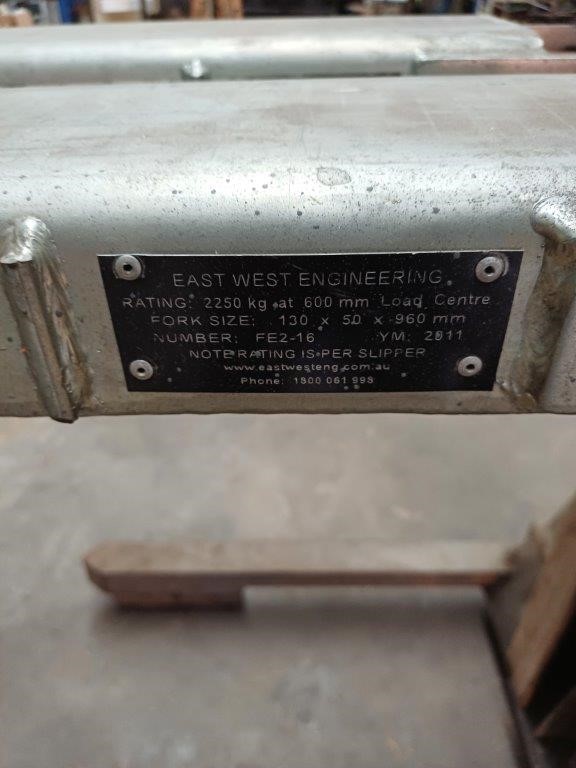 EAST WEST ENGINEERING
RATING: 2250 kg at 600 mm Load Centre
FORK SIZE: 130 x 50 x 960 mm
NUMBER: FE2-16 YM: 2011
NOTE RATING IS PER SLIPPER
www.eastwesteng.com.au
Phone: 1800 061 998